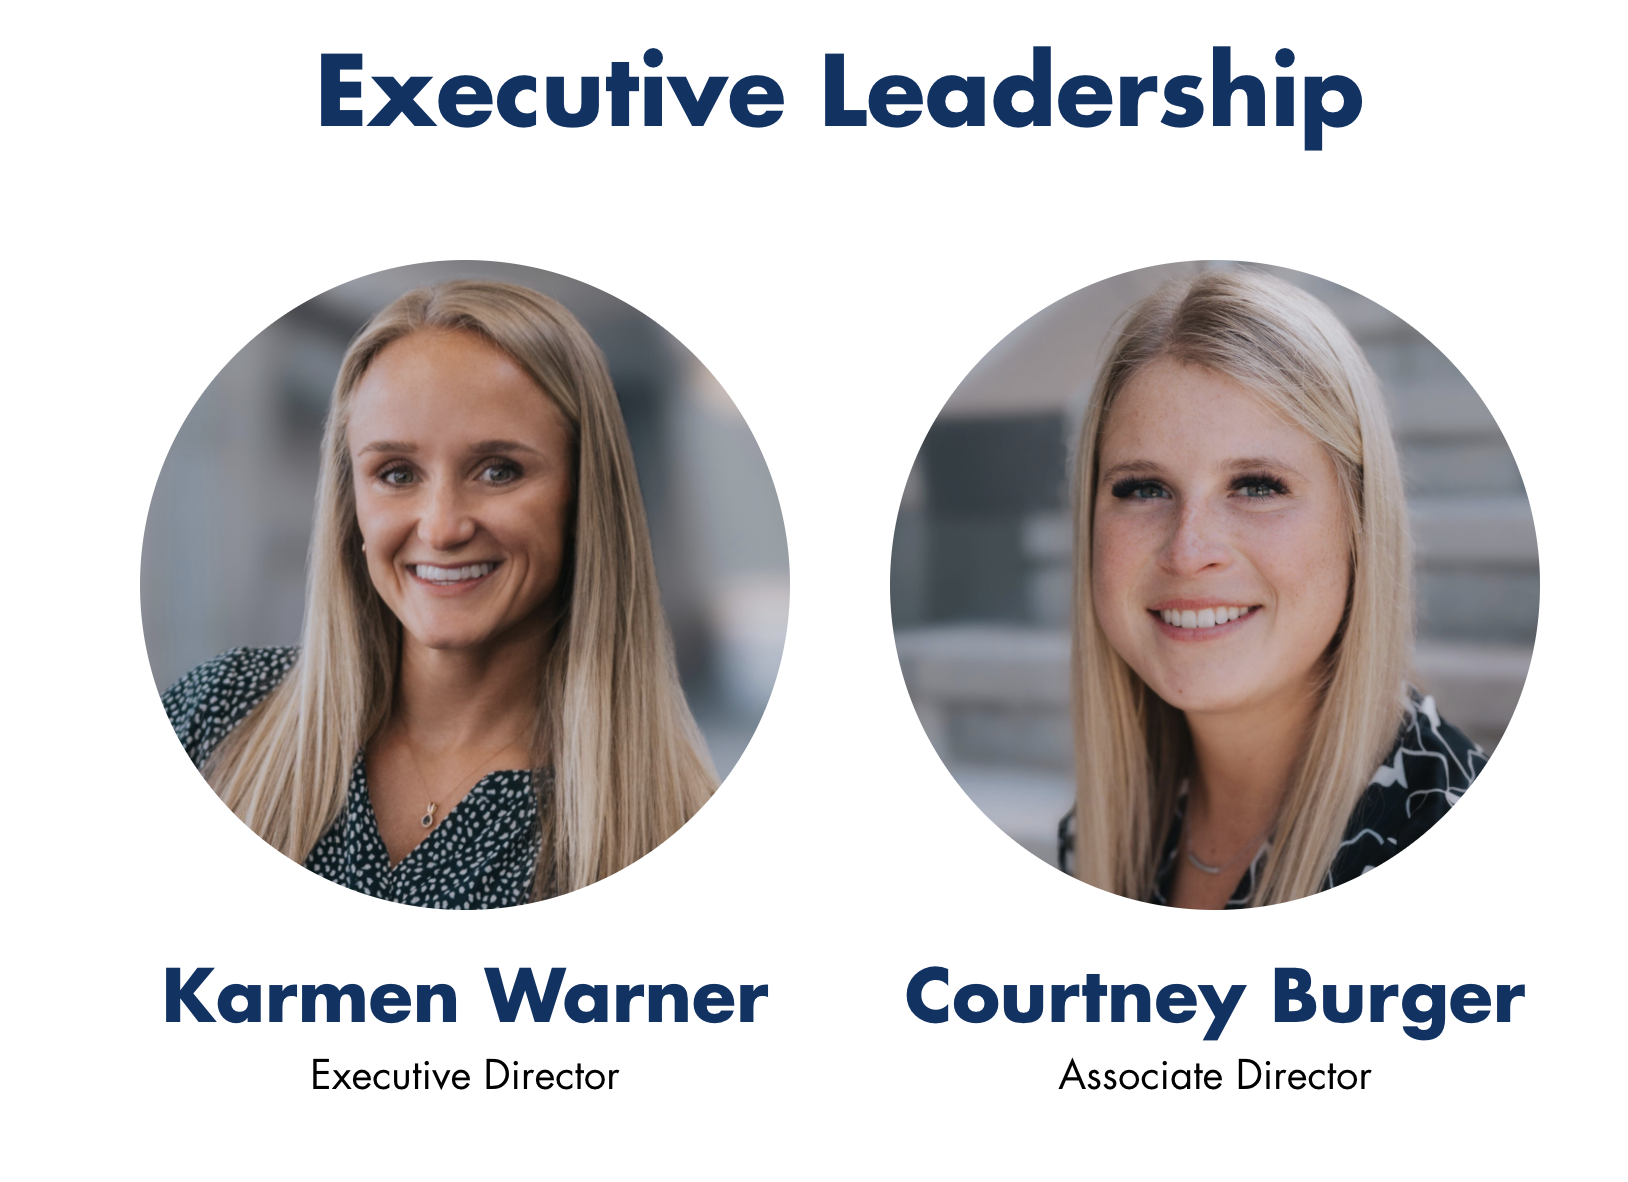 Executive Leadership
Karmen Warner
Executive Director
Courtney Burger
Associate Director